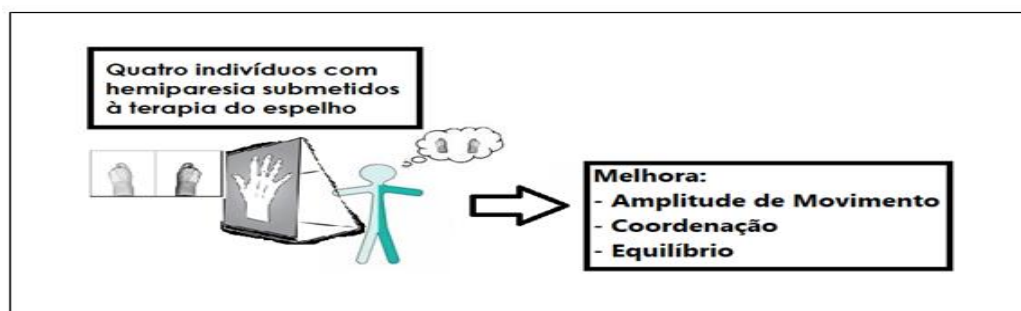 Quatro indivíduos com
hemiparesia submetidos
à terapia do espelho
Melhora:
- Amplitude de Movimento
- Coordenação
- Equilíbrio